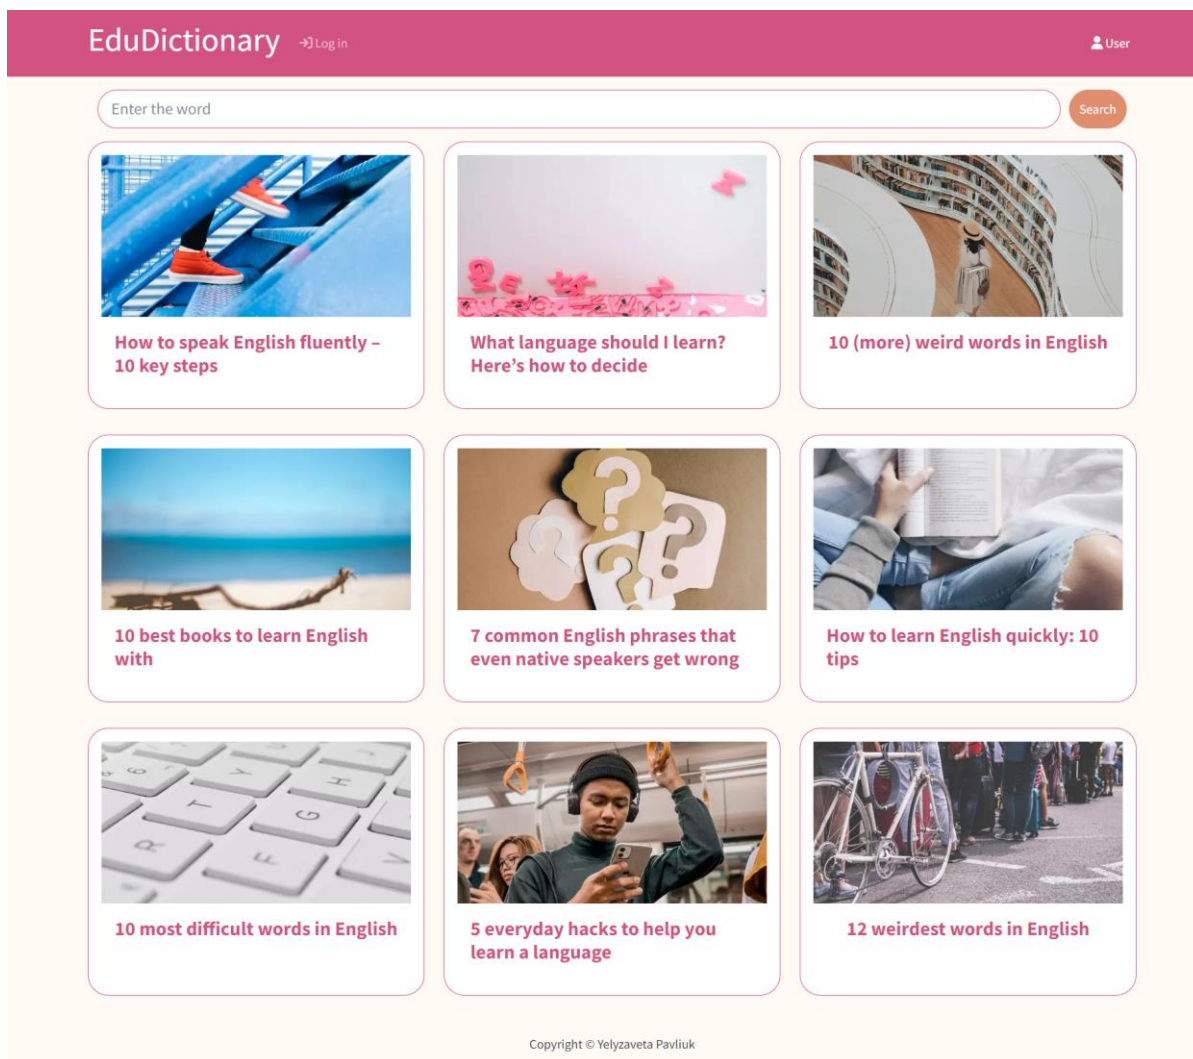 EduDictionary
Log in
User
Enter the word
Search
How to speak English fluently –
10 key steps
What language should I learn?
Here’s how to decide
10 (more) weird words in English
10 best books to learn English
with
7 common English phrases that
even native speakers get wrong
How to learn English quickly: 10
tips
10 most difficult words in English
5 everyday hacks to help you
learn a language
12 weirdest words in English
Copyright © Yelyzaveta Pavliuk